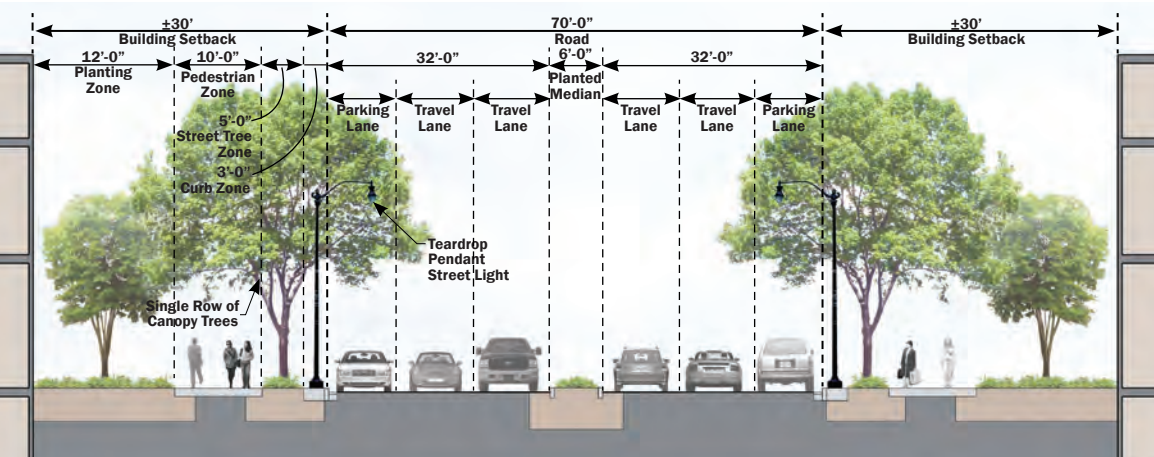 ±30'
Building Setback
70'-0"
Road
±30'
Building Setback
12'-0"
Planting
Zone
10'-0"
Pedestrian
Zone
5'-0"
Street Tree
Zone
3'-0"
Curb Zone
32'-0"
6'-0"
Planted
Median
32'-0"
Parking
Lane
Travel
Lane
Travel
Lane
Travel
Lane
Travel
Lane
Parking
Lane
Teardrop
Pendant
Street Light
Single Row of
Canopy Trees